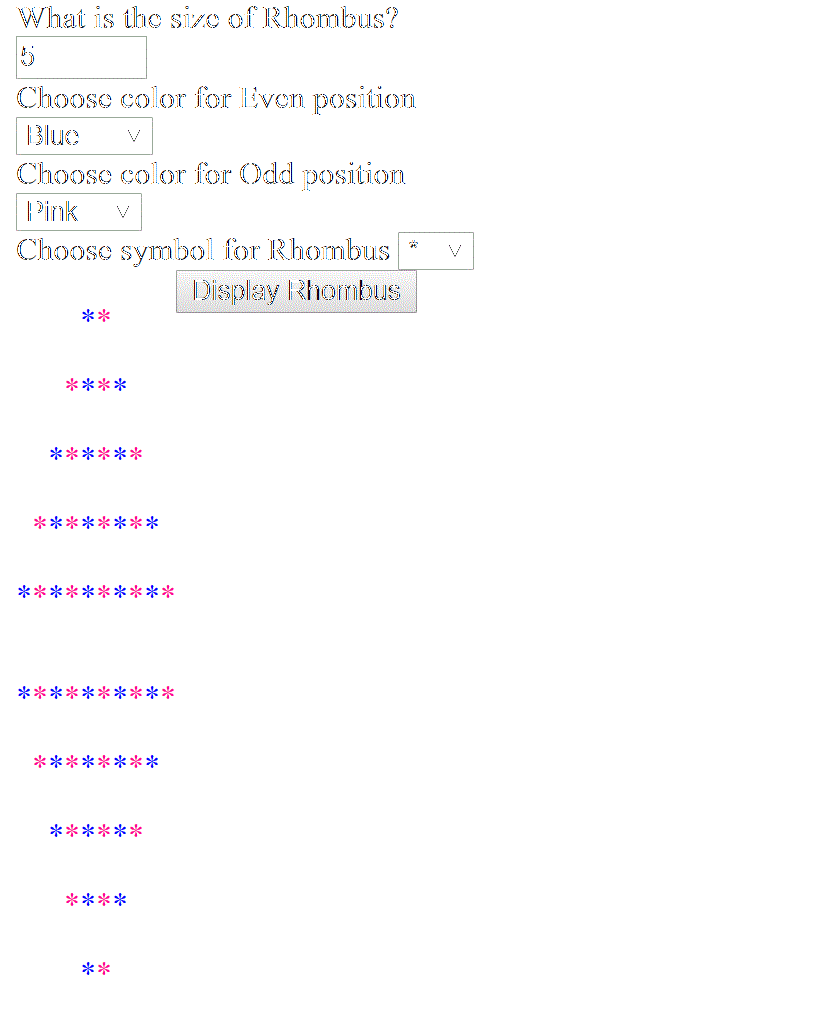 What is the size of Rhombus?
5
Choose color for Even position
Blue
Choose color for Odd position
Pink
Choose symbol for Rhombus *
Display Rhombus
**
****
******
********
**********
**********
********
******
****
**